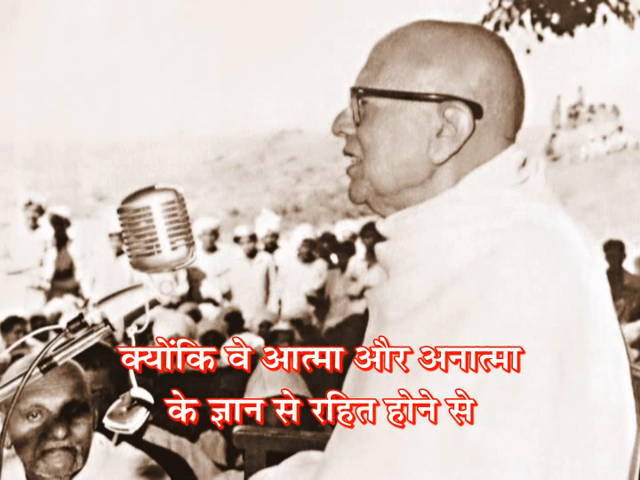 क्योंकि वे आत्मा और अनात्मा
के ज्ञान से रहित होने से